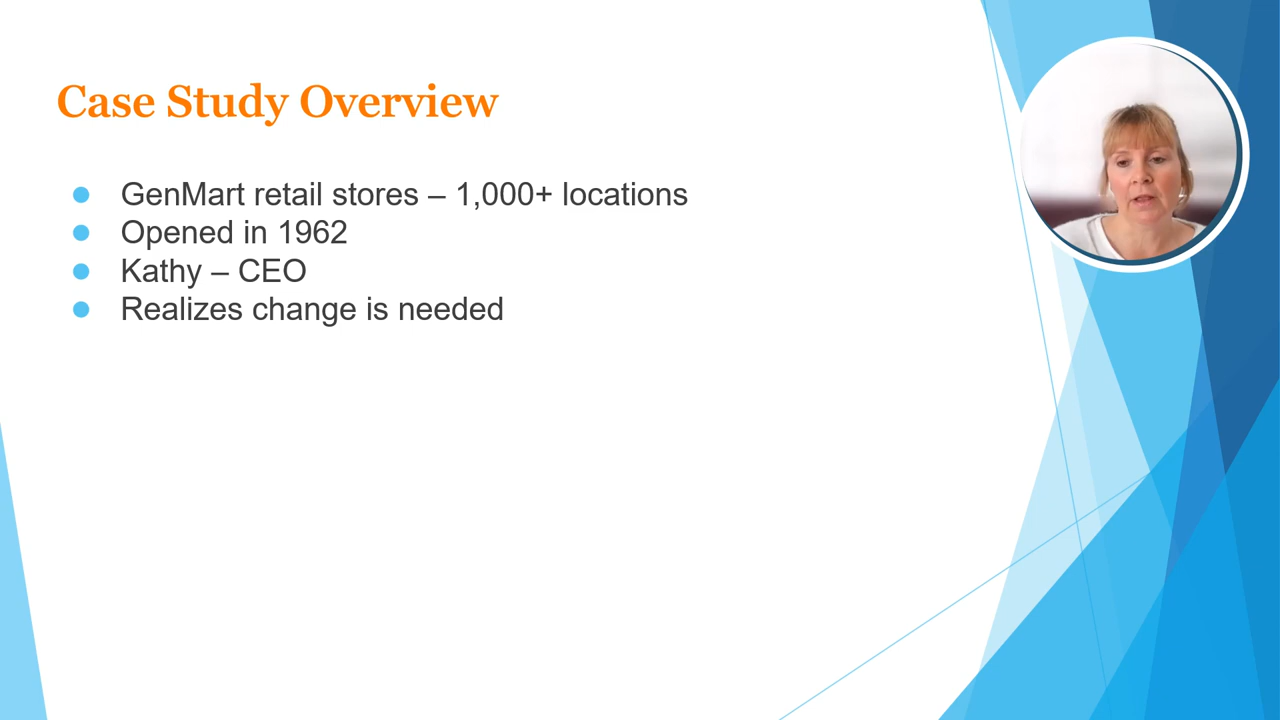 Case Study Overview
GenMart retail stores – 1,000+ locations
Opened in 1962
Kathy – CEO
Realizes change is needed